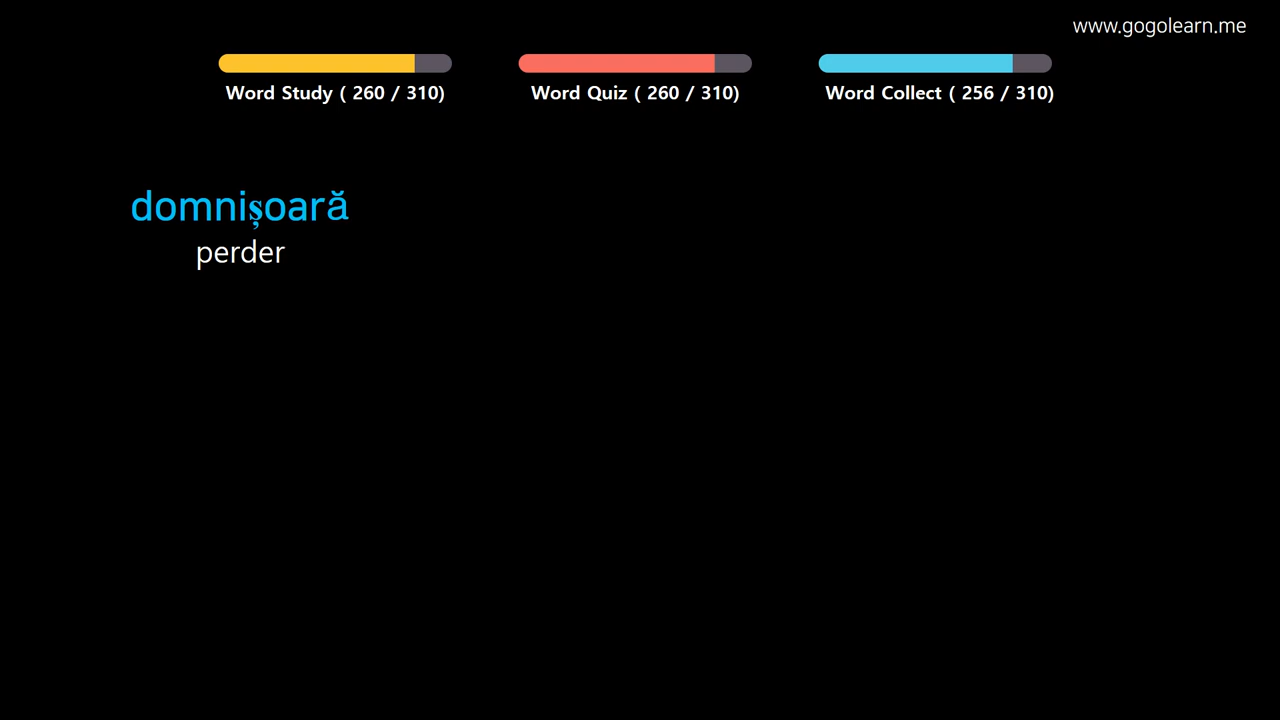 www.gogolearn.me
Word Study ( 260 / 310)
Word Quiz ( 260 / 310)
Word Collect ( 256 / 310)
domnișoară
perder